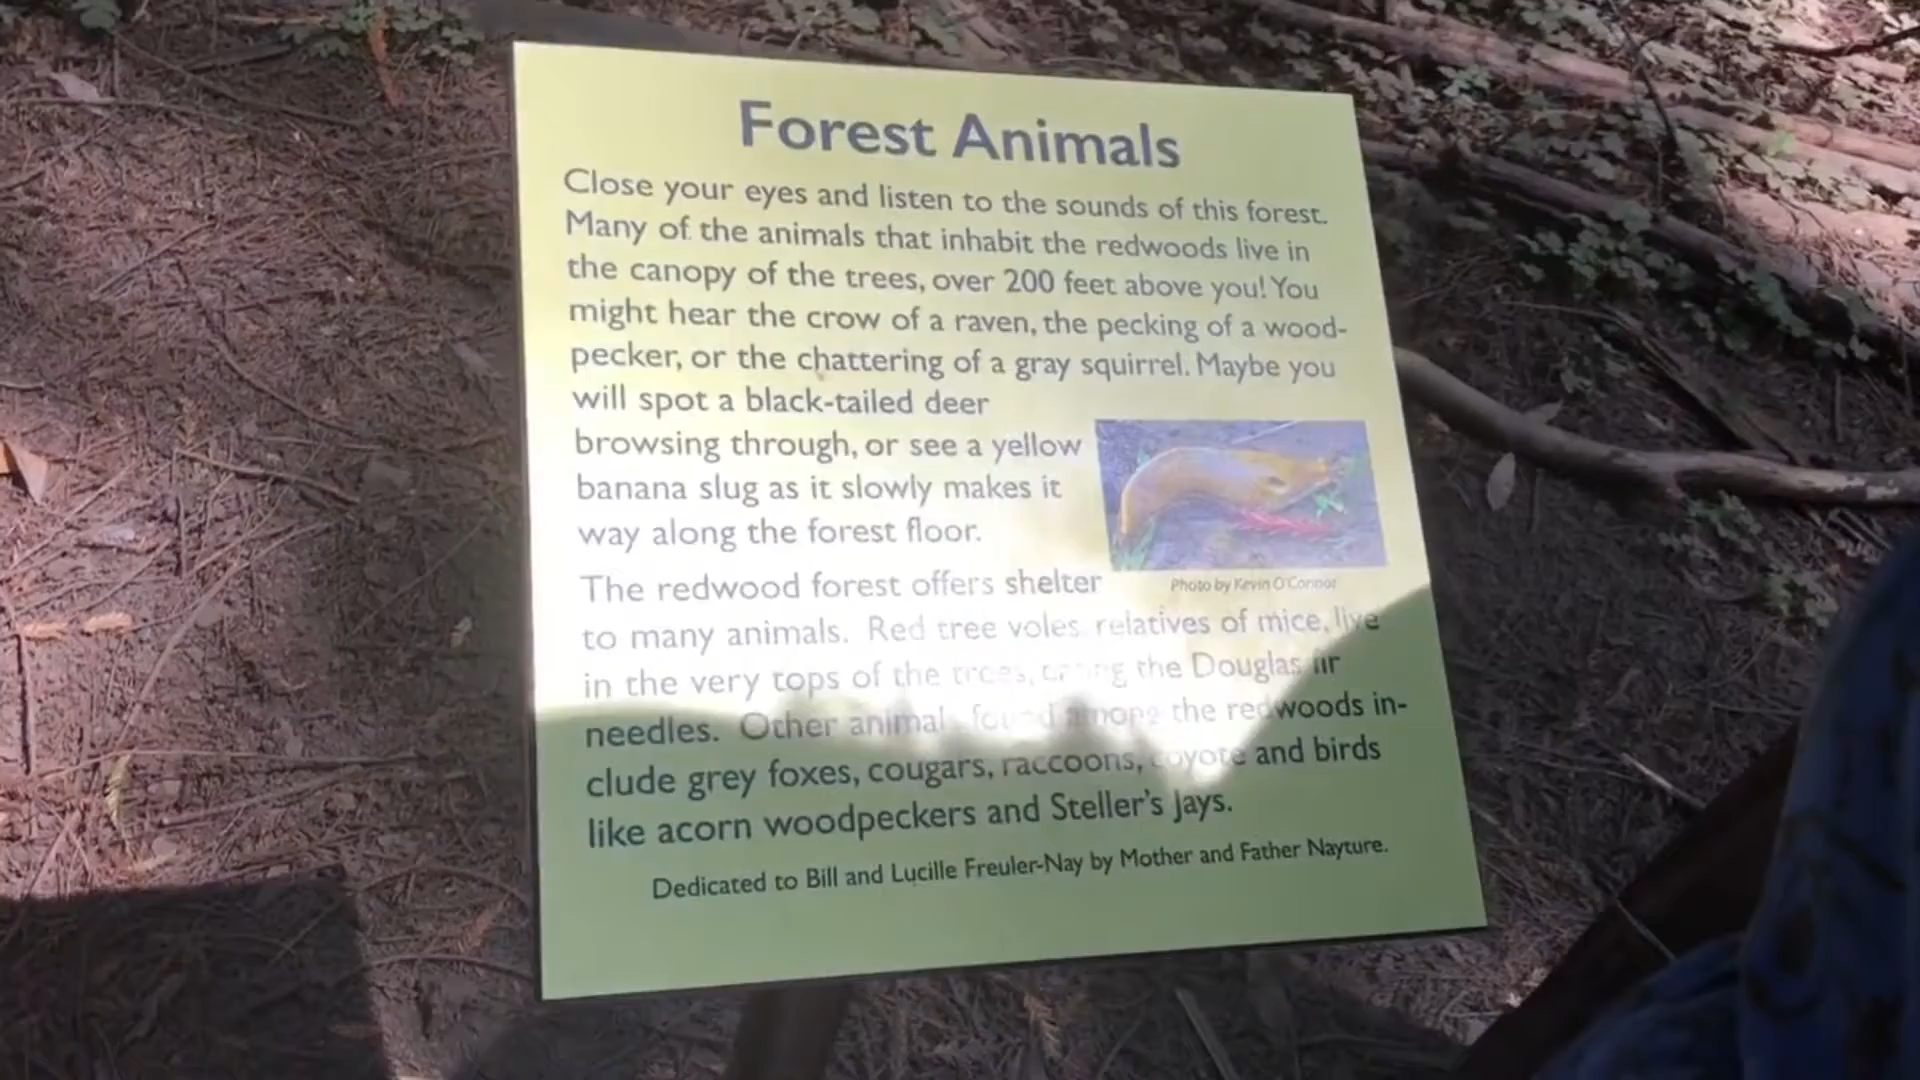 Forest Animals
Close your eyes and listen to the sounds of this forest.
Many of the animals that inhabit the redwoods live in
the canopy of the trees, over 200 feet above you! You
might hear the crow of a raven, the pecking of a wood-
pecker, or the chattering of a gray squirrel. Maybe you
will spot a black-tailed deer
browsing through, or see a yellow
banana slug as it slowly makes it
way along the forest floor.
Photo by Kevin O'Connor
The redwood forest offers shelter
to many animals. Red tree voles, relatives of mice, live
in the very tops of the trees, the Douglas fir
needles. Other animals found among the redwoods in-
clude grey foxes, cougars, raccoons, coyote and birds
like acorn woodpeckers and Steller's Jays.
Dedicated to Bill and Lucille Freuler-Nay by Mother and Father Nayture.